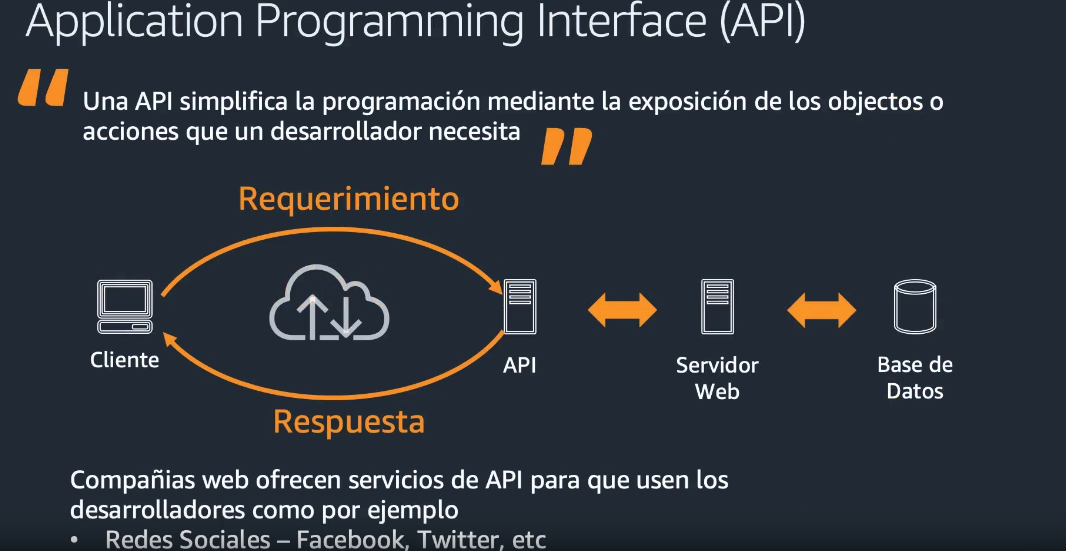 Application Programming Interface (API)
“
Una API simplifica la programación mediante la exposición de los objectos o
acciones que un desarrollador necesita
”
Requerimiento
Cliente
API
Servidor
Web
Base de
Datos
Respuesta
Compañias web ofrecen servicios de API para que usen los
desarrolladores como por ejemplo
• Redes Sociales – Facebook, Twitter, etc